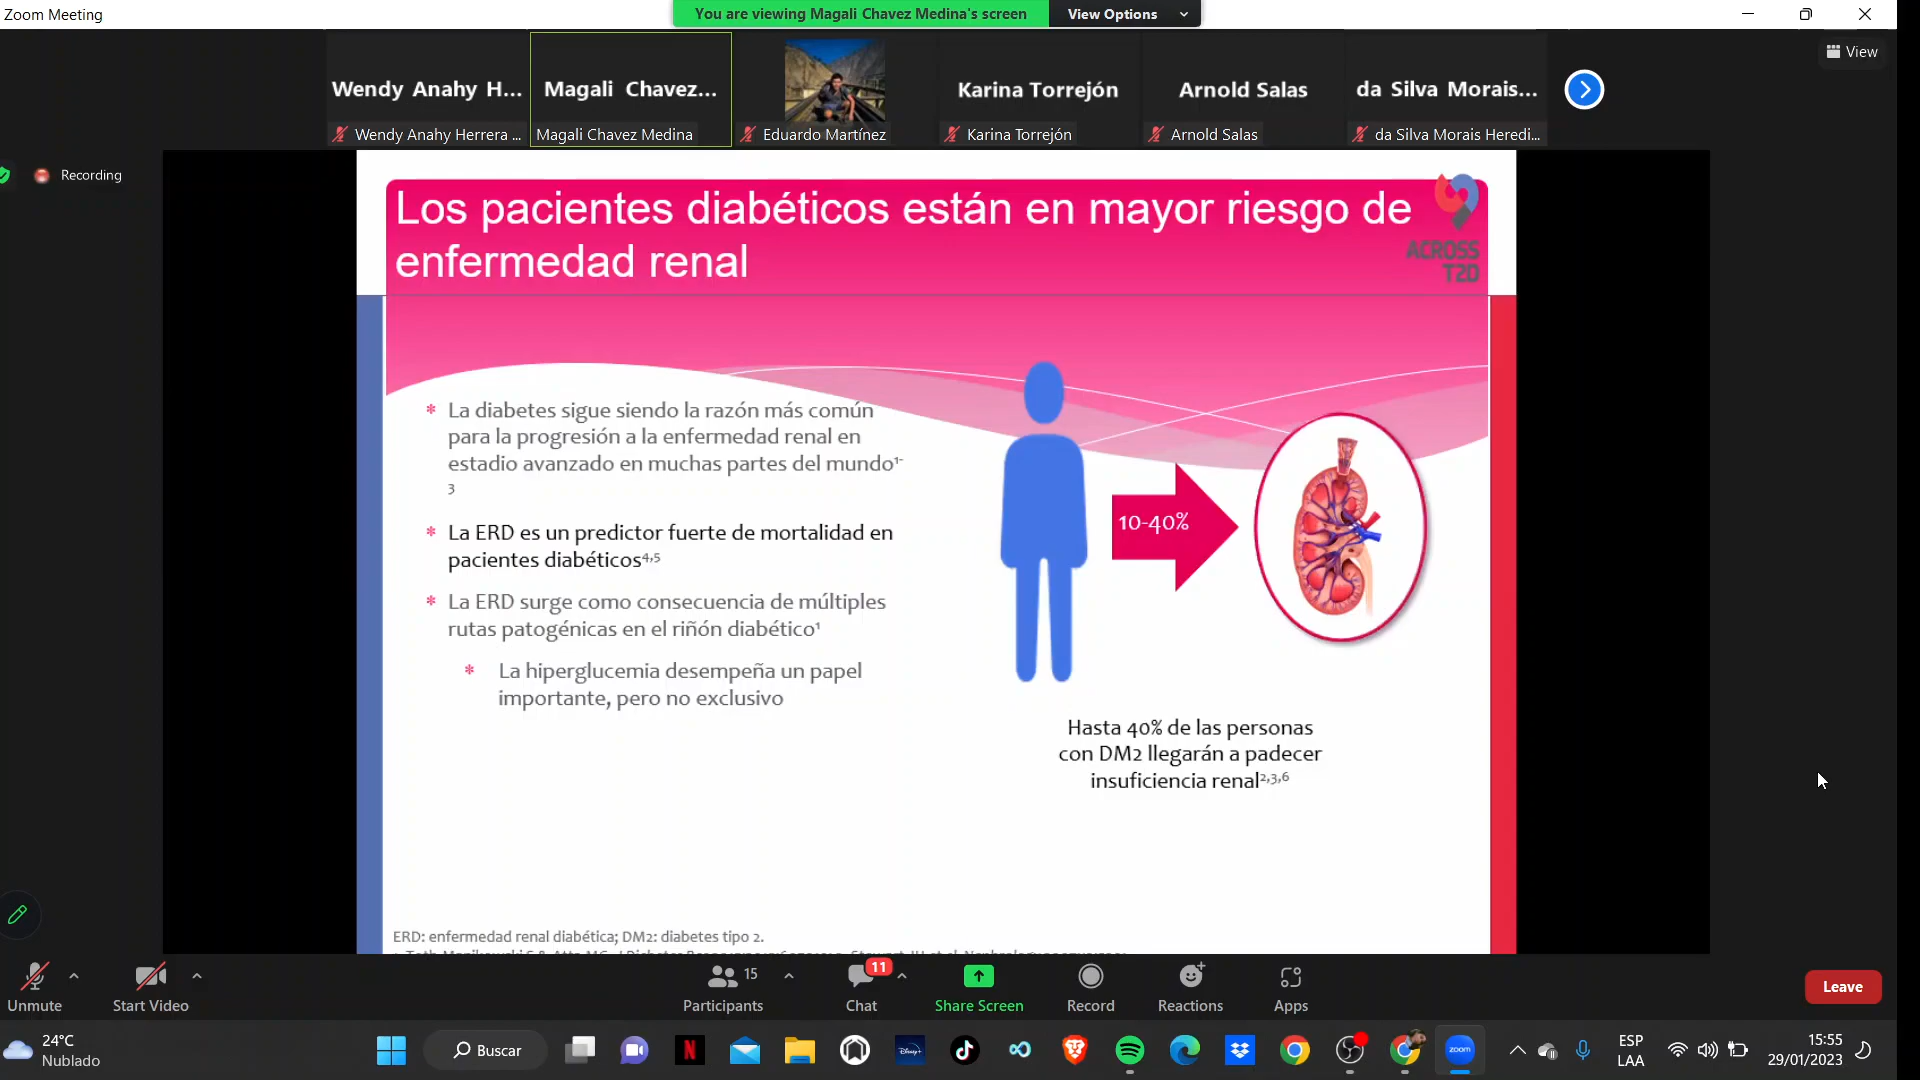 Zoom Meeting
You are viewing Magali Chavez Medina's screen
View Options
View
Wendy Anahy H...
Magali Chavez...
Karina Torrejón
Arnold Salas
da Silva Morais...
Wendy Anahy Herrera ...
Magali Chavez Medina
Eduardo Martínez
Karina Torrejón
Arnold Salas
da Silva Morais Heredi...
Recording
Los pacientes diabéticos están en mayor riesgo de
enfermedad renal
ACROSS
T2D
* La diabetes sigue siendo la razón más común
para la progresión a la enfermedad renal en
estadio avanzado en muchas partes del mundo¹⁻
³
* La ERD es un predictor fuerte de mortalidad en
pacientes diabéticos⁴,⁵
* La ERD surge como consecuencia de múltiples
rutas patogénicas en el riñón diabético¹
* La hiperglucemia desempeña un papel
importante, pero no exclusivo
10-40%
Hasta 40% de las personas
con DM2 llegarán a padecer
insuficiencia renal²,³,⁶
ERD: enfermedad renal diabética; DM2: diabetes tipo 2.
Unmute
Start Video
15
Participants
11
Chat
Share Screen
Record
Reactions
Apps
Leave
24°C
Nublado
Buscar
N
Disney+
zoom
ESP
LAA
15:55
29/01/2023